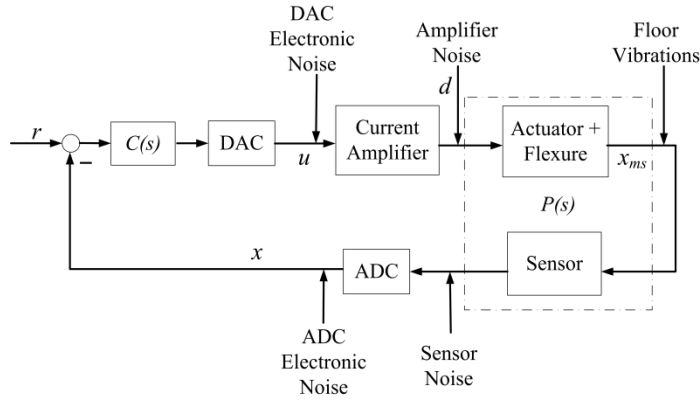 DAC
Electronic
Noise
Amplifier
Noise
Floor
Vibrations
d
r
C(s)
DAC
u
Current
Amplifier
Actuator +
Flexure
xms
P(s)
x
ADC
Sensor
ADC
Electronic
Noise
Sensor
Noise